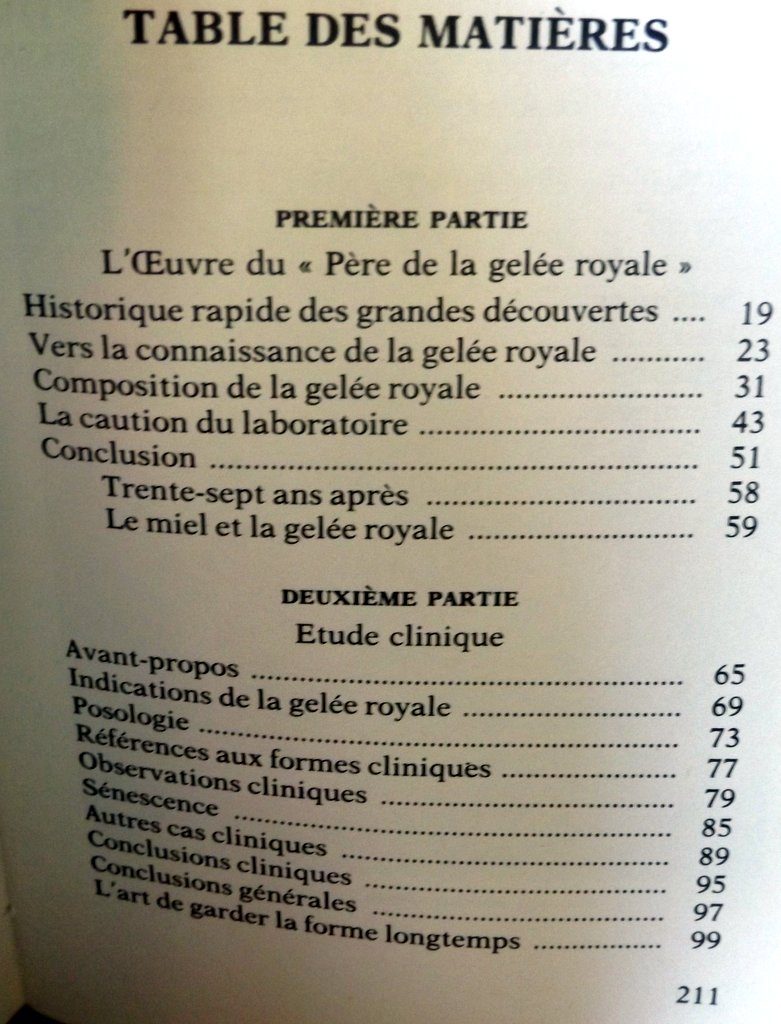 TABLE DES MATIÈRES
PREMIÈRE PARTIE
L'Œuvre du « Père de la gelée royale »
Historique rapide des grandes découvertes .... 19
Vers la connaissance de la gelée royale ........... 23
Composition de la gelée royale ........................ 31
La caution du laboratoire ................................. 43
Conclusion ......................................................... 51
Trente-sept ans après ............................... 58
Le miel et la gelée royale .......................... 59
DEUXIÈME PARTIE
Etude clinique
Avant-propos .................................................... 65
Indications de la gelée royale .......................... 69
Posologie ........................................................... 73
Références aux formes cliniques ..................... 77
Observations cliniques ................................... 79
Sénescence ...................................................... 85
Autres cas cliniques ........................................ 89
Conclusions cliniques ..................................... 95
Conclusions générales .................................... 97
L'art de garder la forme longtemps ................ 99
211